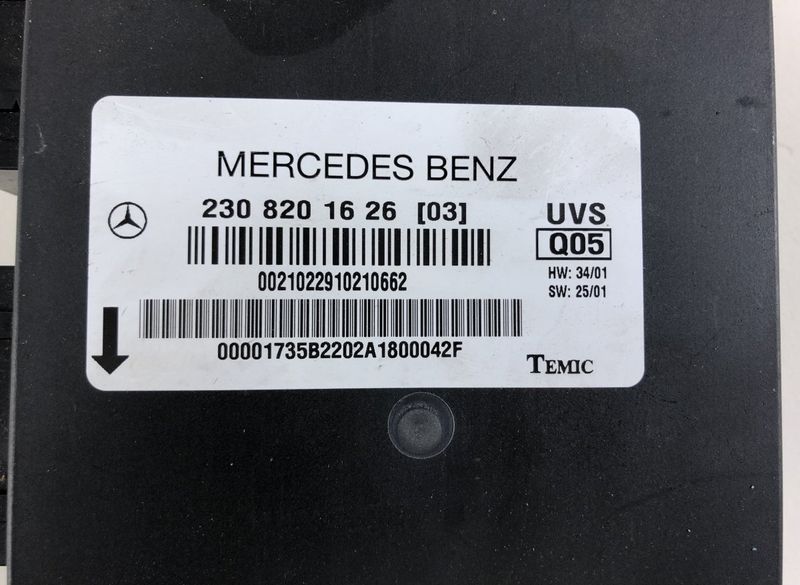 MERCEDES BENZ
230 820 16 26 [03]
UVS
Q05
0021022910210662
HW: 34/01
SW: 25/01
00001735B2202A1800042F
TEMIC